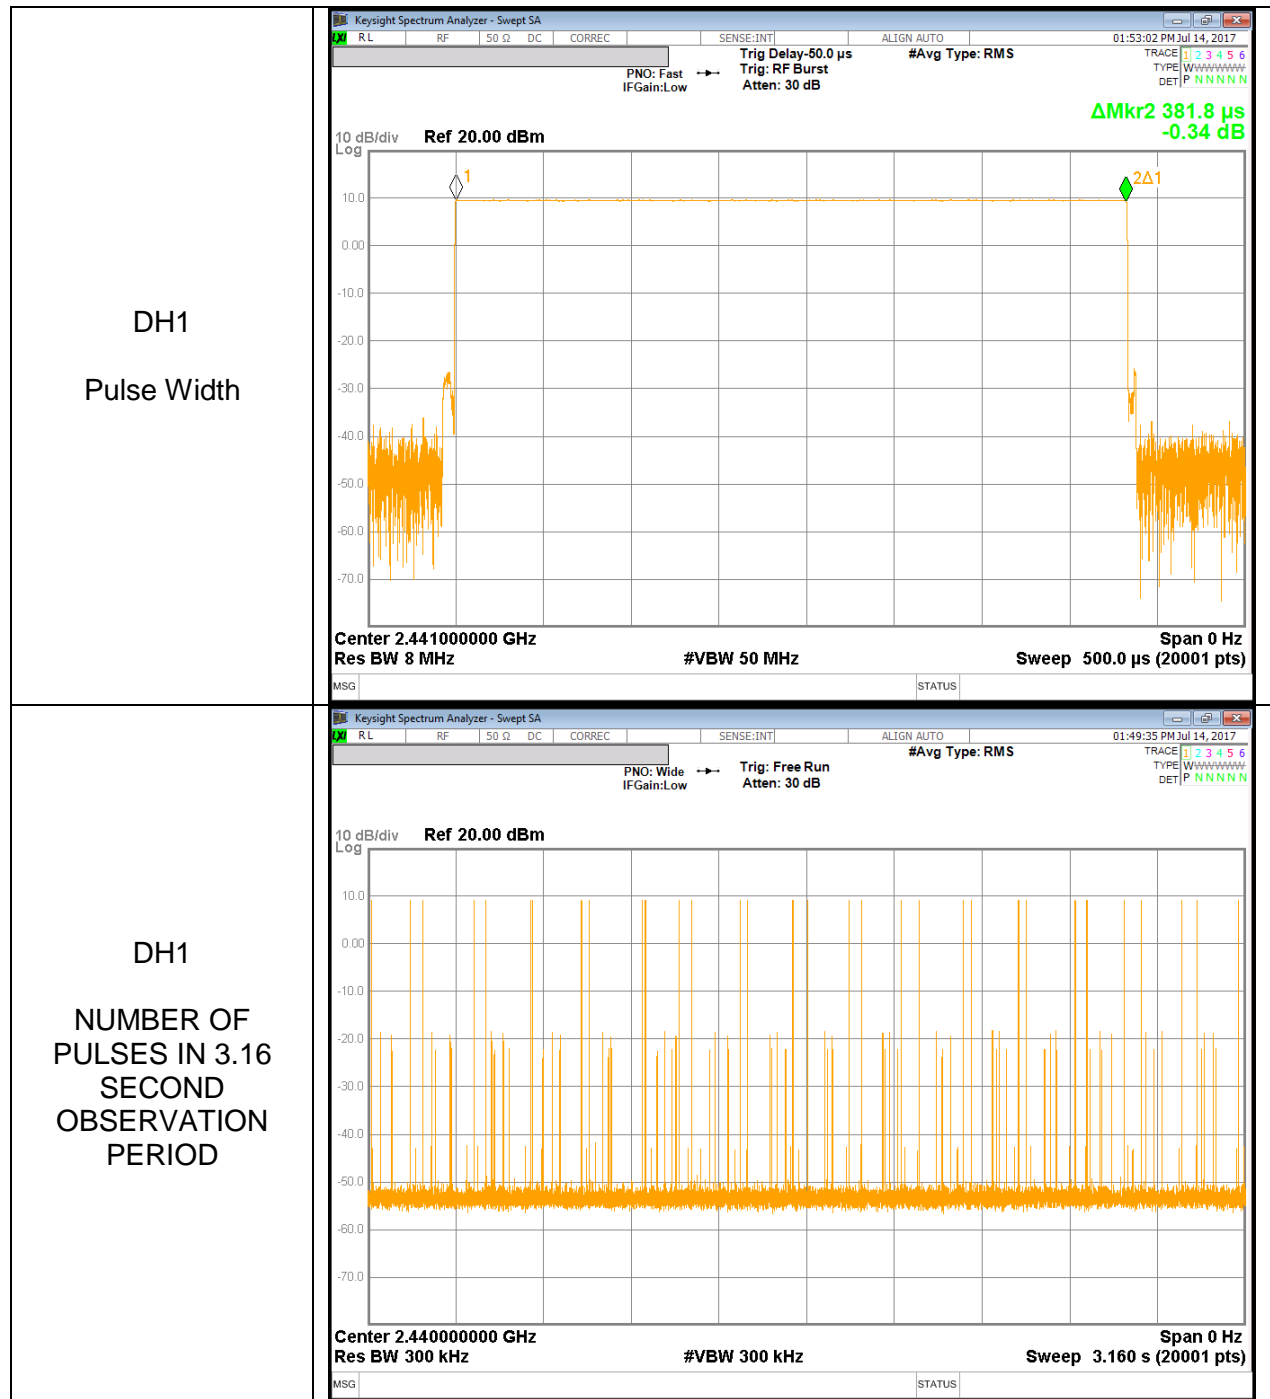 DH1
Pulse Width
Keysight Spectrum Analyzer - Swept SA
LXI RL RF 50 Ω DC CORREC SENSE:INT ALIGN AUTO 01:53:02 PM Jul 14, 2017
Trig Delay-50.0 µs #Avg Type: RMS TRACE 1 2 3 4 5 6
PNO: Fast Trig: RF Burst TYPE WWWWWWW
IFGain:Low Atten: 30 dB DET P N N N N N
ΔMkr2 381.8 µs
-0.34 dB
10 dB/div Ref 20.00 dBm
Log
1
2Δ1
10.0
0.00
-10.0
-20.0
-30.0
-40.0
-50.0
-60.0
-70.0
Center 2.441000000 GHz Span 0 Hz
Res BW 8 MHz #VBW 50 MHz Sweep 500.0 µs (20001 pts)
MSG STATUS
DH1
NUMBER OF
PULSES IN 3.16
SECOND
OBSERVATION
PERIOD
Keysight Spectrum Analyzer - Swept SA
LXI RL RF 50 Ω DC CORREC SENSE:INT ALIGN AUTO 01:49:35 PM Jul 14, 2017
#Avg Type: RMS TRACE 1 2 3 4 5 6
PNO: Wide Trig: Free Run TYPE WWWWWWW
IFGain:Low Atten: 30 dB DET P N N N N N
10 dB/div Ref 20.00 dBm
Log
10.0
0.00
-10.0
-20.0
-30.0
-40.0
-50.0
-60.0
-70.0
Center 2.440000000 GHz Span 0 Hz
Res BW 300 kHz #VBW 300 kHz Sweep 3.160 s (20001 pts)
MSG STATUS